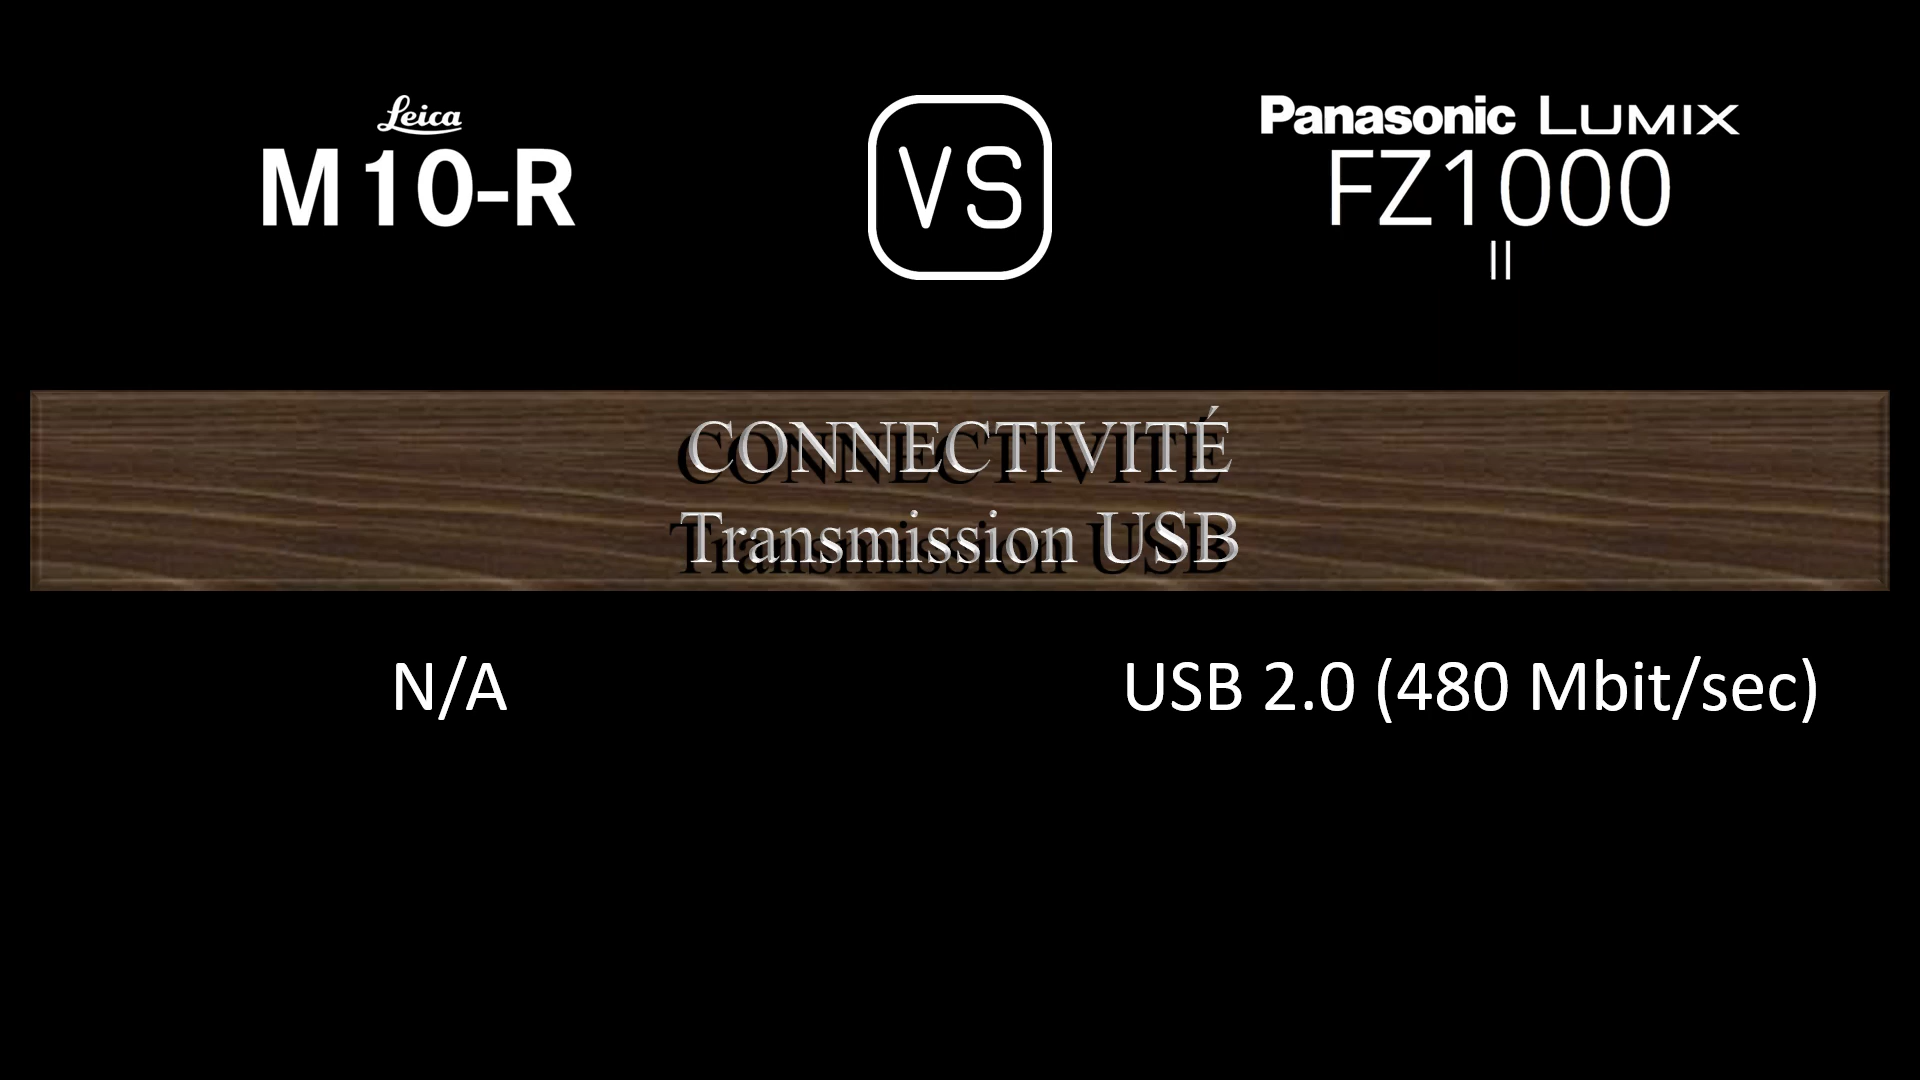 Leica
M10-R
VS
Panasonic LUMIX
FZ1000
II
CONNECTIVITÉ
Transmission USB
N/A
USB 2.0 (480 Mbit/sec)